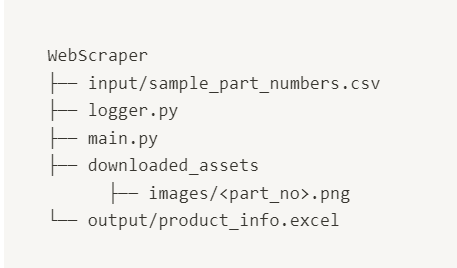 WebScraper
├── input/sample_part_numbers.csv
├── logger.py
├── main.py
├── downloaded_assets
      ├── images/<part_no>.png
└── output/product_info.excel